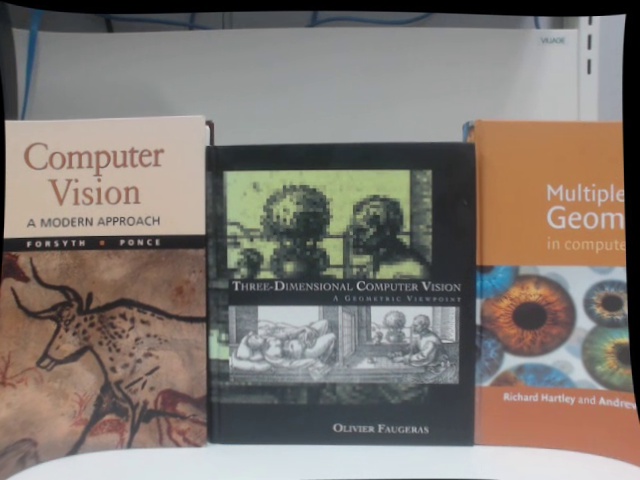 Computer
Vision
A MODERN APPROACH
FORSYTH PONCE
THREE-DIMENSIONAL COMPUTER VISION
A GEOMETRIC VIEWPOINT
OLIVIER FAUGERAS
Multiple
Geom
in compute
Richard Hartley and Andrew